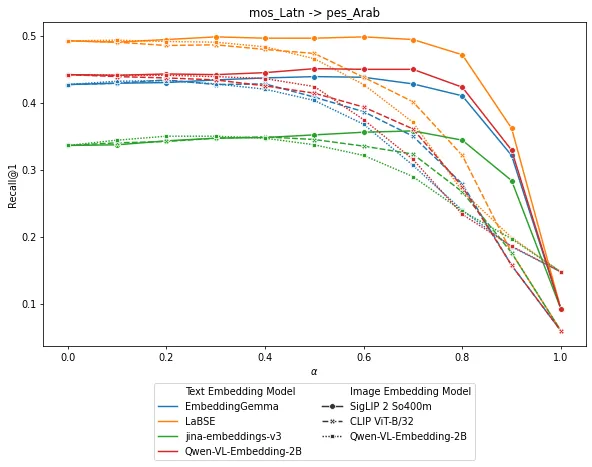 mos_Latn -> pes_Arab
0.5
0.4
0.3
0.2
0.1
Recall@1
0.0 0.2 0.4 0.6 0.8 1.0
α
Text Embedding Model Image Embedding Model
EmbeddingGemma SigLIP 2 So400m
LaBSE CLIP ViT-B/32
jina-embeddings-v3 Qwen-VL-Embedding-2B
Qwen-VL-Embedding-2B